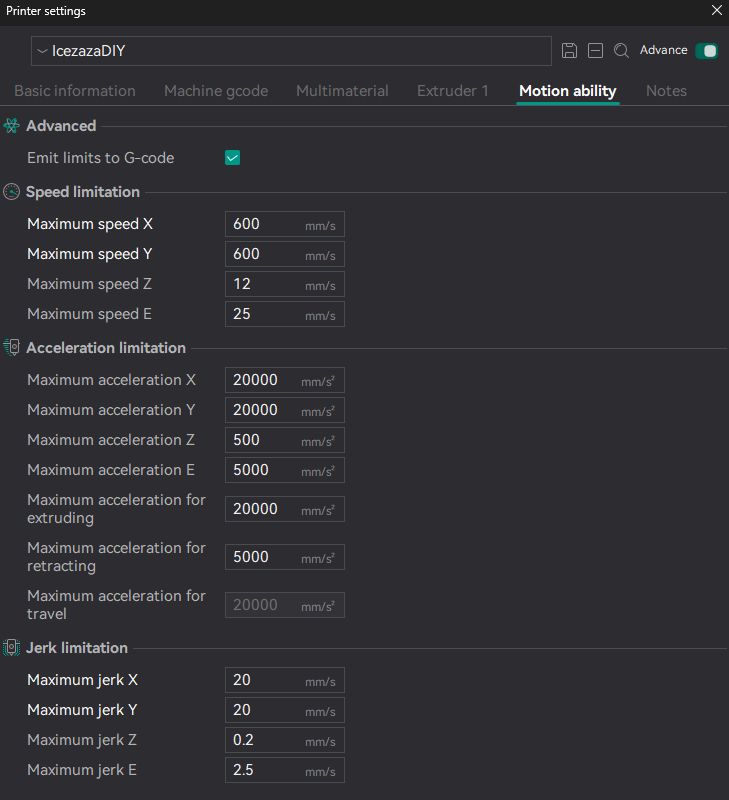 Printer settings
IcezazaDIY
Advance
Basic information Machine gcode Multimaterial Extruder 1 Motion ability Notes
Advanced
Emit limits to G-code
Speed limitation
Maximum speed X 600 mm/s
Maximum speed Y 600 mm/s
Maximum speed Z 12 mm/s
Maximum speed E 25 mm/s
Acceleration limitation
Maximum acceleration X 20000 mm/s²
Maximum acceleration Y 20000 mm/s²
Maximum acceleration Z 500 mm/s²
Maximum acceleration E 5000 mm/s²
Maximum acceleration for
extruding 20000 mm/s²
Maximum acceleration for
retracting 5000 mm/s²
Maximum acceleration for
travel 20000 mm/s²
Jerk limitation
Maximum jerk X 20 mm/s
Maximum jerk Y 20 mm/s
Maximum jerk Z 0.2 mm/s
Maximum jerk E 2.5 mm/s